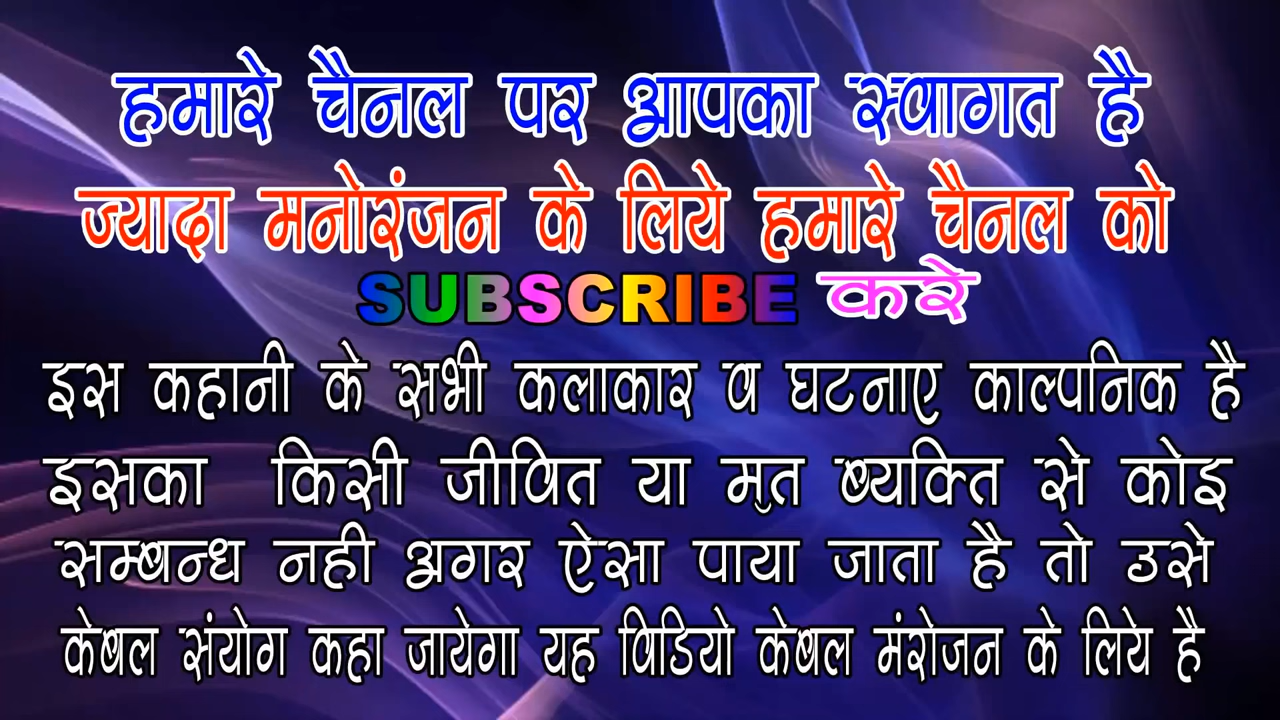 हमारे चैनल पर आपका स्वागत है
ज्यादा मनोरंजन के लिये हमारे चैनल को
SUBSCRIBE करे
इस कहानी के सभी कलाकार व घटनाए काल्पनिक है
इसका किसी जीवित या मुत ब्यक्ति से कोइ
सम्बन्ध नही अगर ऐसा पाया जाता है तो उसे
केबल संयोग कहा जायेगा यह विडियो केबल मंरोजन के लिये है